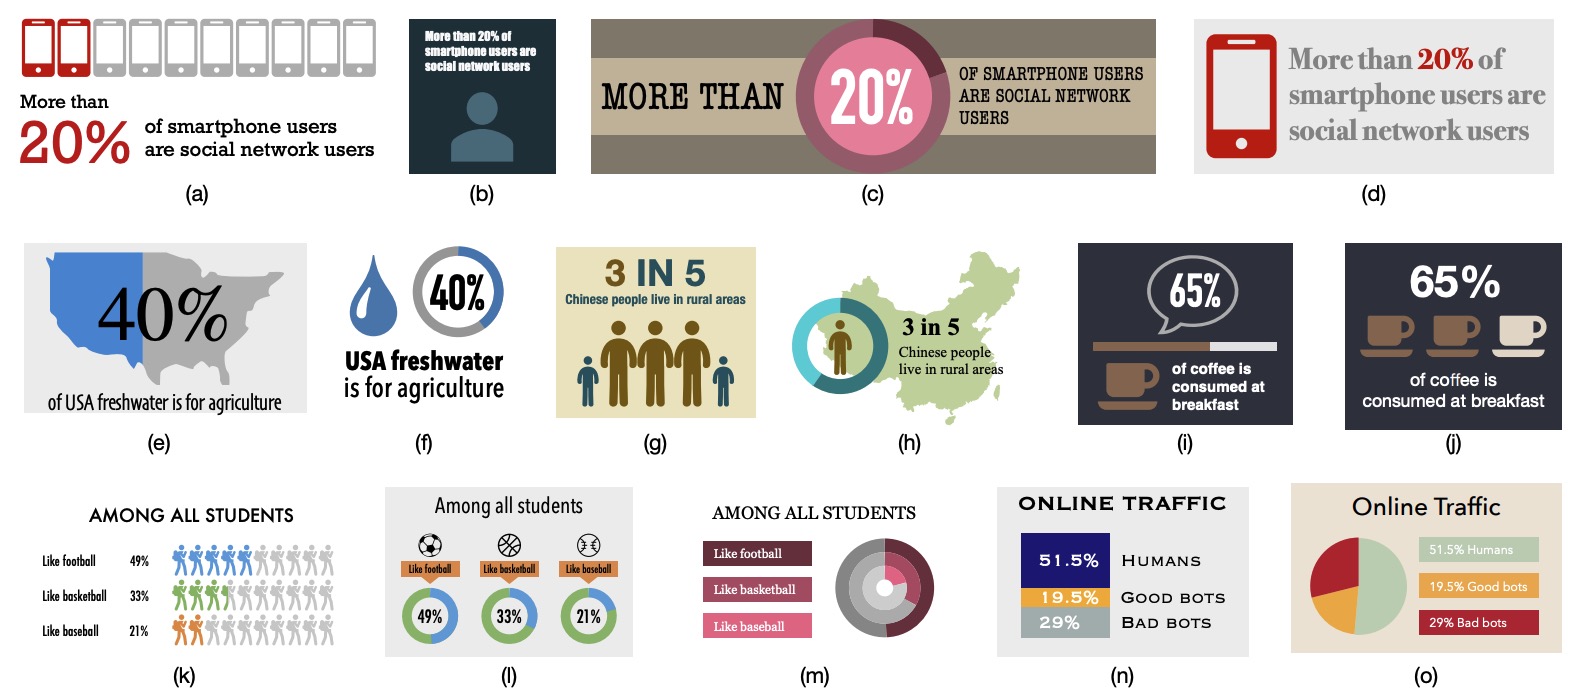 More than
20%
of smartphone users
are social network users
(a)
More than 20% of
smartphone users are
social network users
(b)
MORE THAN
20%
OF SMARTPHONE USERS
ARE SOCIAL NETWORK
USERS
(c)
More than 20% of
smartphone users are
social network users
(d)
40%
of USA freshwater is for agriculture
(e)
40%
USA freshwater
is for agriculture
(f)
3 IN 5
Chinese people live in rural areas
(g)
3 in 5
Chinese people
live in rural areas
(h)
65%
of coffee is
consumed at
breakfast
(i)
65%
of coffee is
consumed at breakfast
(j)
AMONG ALL STUDENTS
Like football 49%
Like basketball 33%
Like baseball 21%
(k)
Among all students
Like football
Like basketball
Like baseball
49%
33%
21%
(l)
AMONG ALL STUDENTS
Like football
Like basketball
Like baseball
(m)
ONLINE TRAFFIC
51.5% HUMANS
19.5% GOOD BOTS
29% BAD BOTS
(n)
Online Traffic
51.5% Humans
19.5% Good bots
29% Bad bots
(o)